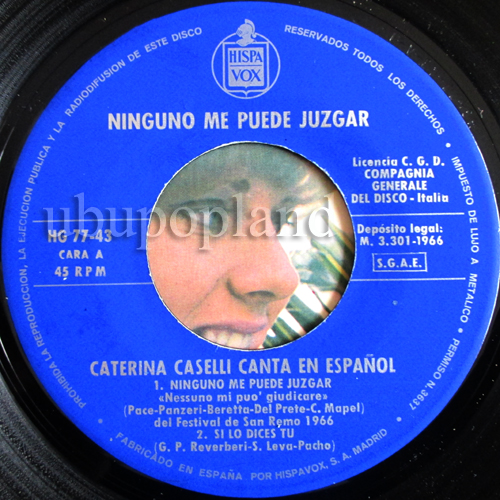 HISPA
VOX
NINGUNO ME PUEDE JUZGAR
Licencia C. G. D.
COMPAGNIA
GENERALE
DEL DISCO - Italia
HG 77-43
CARA A
45 RPM
Depósito legal:
M. 3.301-1966
S.G.A.E.
ubupopland
CATERINA CASELLI CANTA EN ESPAÑOL
1. NINGUNO ME PUEDE JUZGAR
«Nessuno mi puo' giudicare»
(Pace-Panzeri-Beretta-Del Prete-C. Mapel)
del Festival de San Remo 1966
2. SI LO DICES TU
(G. P. Reverberi-S. Leva-Pacho)
PROHIBIDA LA REPRODUCCION, LA EJECUCION PUBLICA Y LA RADIODIFUSION DE ESTE DISCO
RESERVADOS TODOS LOS DERECHOS - IMPUESTO DE LUJO A METALICO - PERMISO N. 3637
FABRICADO EN ESPAÑA POR HISPAVOX, S. A. MADRID